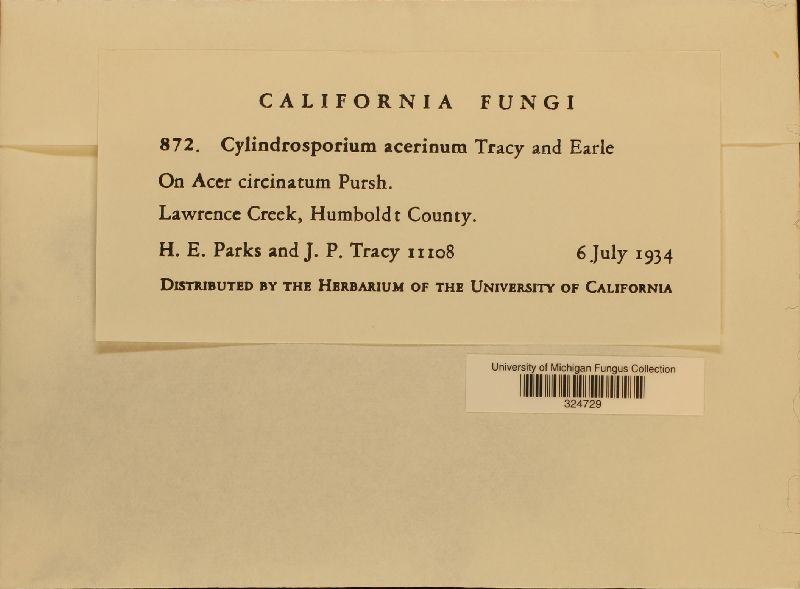 CALIFORNIA FUNGI
872. Cylindrosporium acerinum Tracy and Earle
On Acer circinatum Pursh.
Lawrence Creek, Humboldt County.
H. E. Parks and J. P. Tracy 11108 6 July 1934
Distributed by the Herbarium of the University of California
University of Michigan Fungus Collection
324729